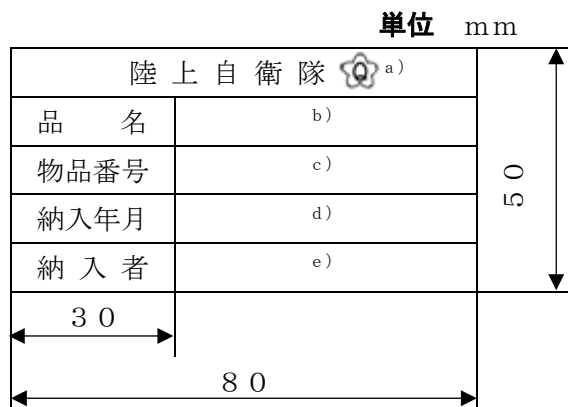 単位 mm
陸上自衛隊 Q a)
品名 b)
物品番号 c)
納入年月 d)
納入者 e)
50
30
80